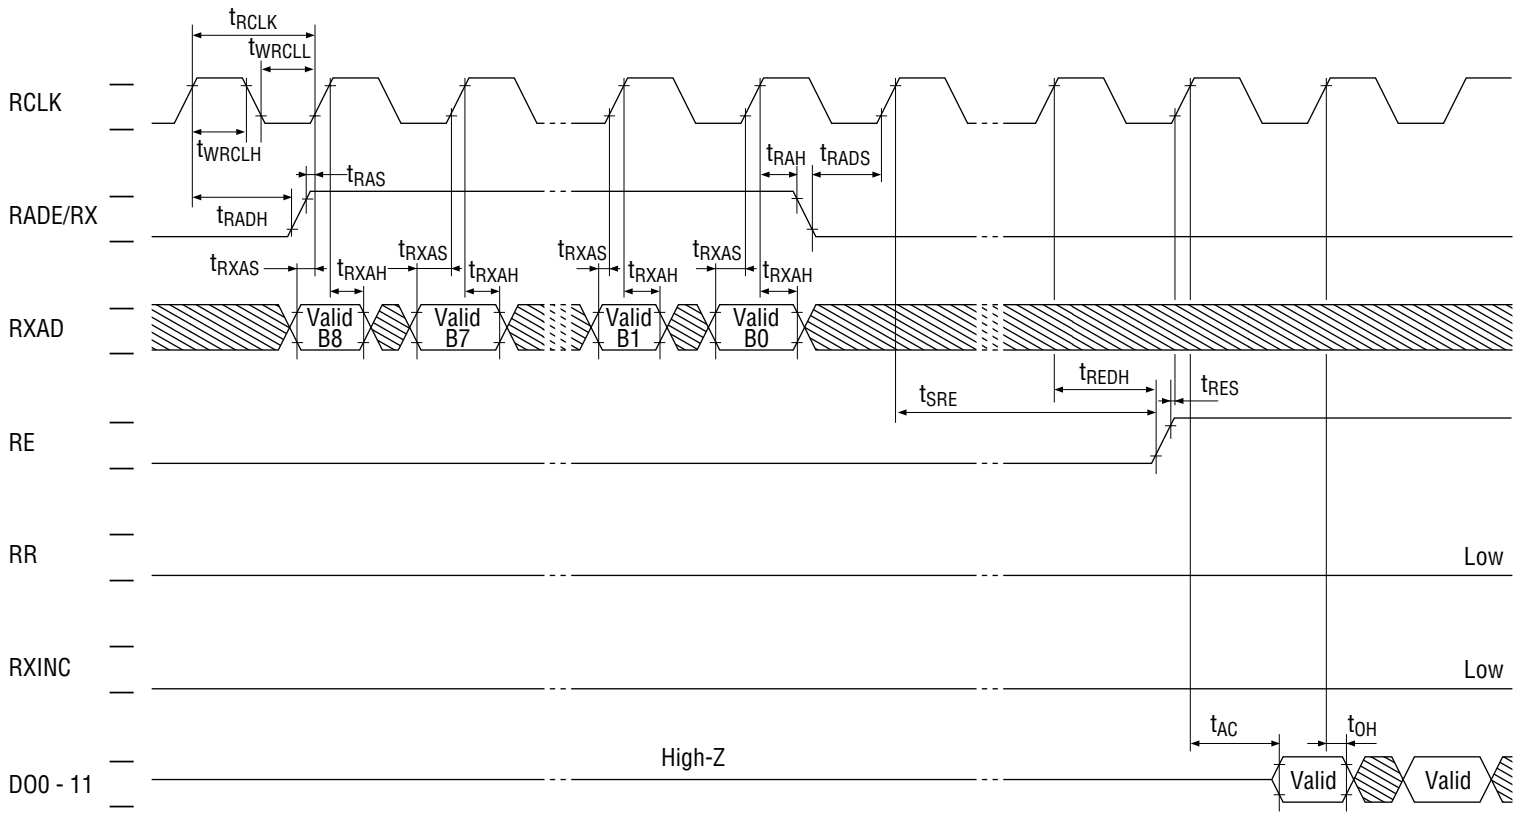 tRCLK
tWRCLL
RCLK
tWRCLH
tRAH
tRADS
tRAS
RADE/RX
tRADH
tRXAS
tRXAH
tRXAS
tRXAH
tRXAS
tRXAH
tRXAS
tRXAH
RXAD
Valid
B8
Valid
B7
Valid
B1
Valid
B0
tREDH
tRES
tSRE
RE
RR
Low
RXINC
Low
tAC
tOH
High-Z
DO0 - 11
Valid
Valid